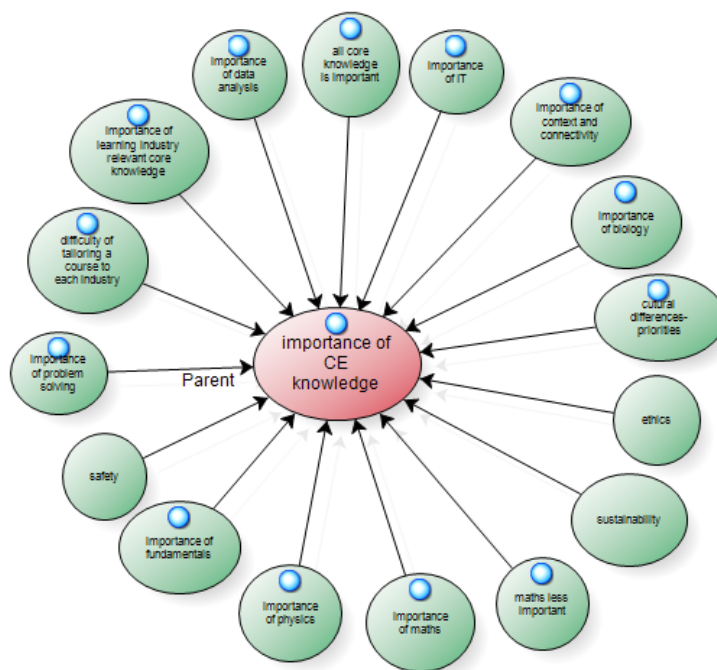 all core
knowledge
is important
Importance
of data
analysis
Importance
of IT
Importance of
context and
connectivity
Importance of
learning industry
relevant core
knowledge
Importance
of biology
difficulty of
tailoring a
course to
each industry
cutural
differences-
priorities
importance of
CE
knowledge
Importance
of problem
solving
Parent
ethics
safety
sustainability
Importance of
fundamentals
Importance
of physics
Importance
of maths
maths less
important